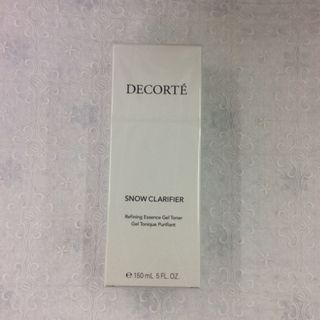 DECORTÉ
SNOW CLARIFIER
Refining Essence Gel Toner
Gel Tonique Purifiant
℮ 150 mL 5 FL. OZ.